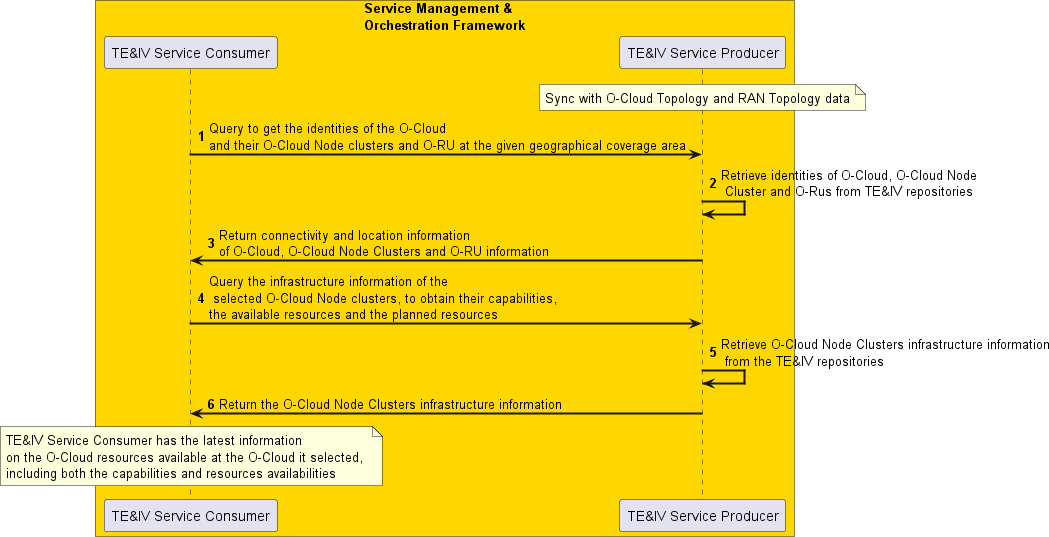 Service Management &
Orchestration Framework
TE&IV Service Consumer
TE&IV Service Producer
Sync with O-Cloud Topology and RAN Topology data
1 Query to get the identities of the O-Cloud
and their O-Cloud Node clusters and O-RU at the given geographical coverage area
2 Retrieve identities of O-Cloud, O-Cloud Node
Cluster and O-Rus from TE&IV repositories
3 Return connectivity and location information
of O-Cloud, O-Cloud Node Clusters and O-RU information
4 Query the infrastructure information of the
selected O-Cloud Node clusters, to obtain their capabilities,
the available resources and the planned resources
5 Retrieve O-Cloud Node Clusters infrastructure information
from the TE&IV repositories
6 Return the O-Cloud Node Clusters infrastructure information
TE&IV Service Consumer has the latest information
on the O-Cloud resources available at the O-Cloud it selected,
including both the capabilities and resources availabilities
TE&IV Service Consumer
TE&IV Service Producer